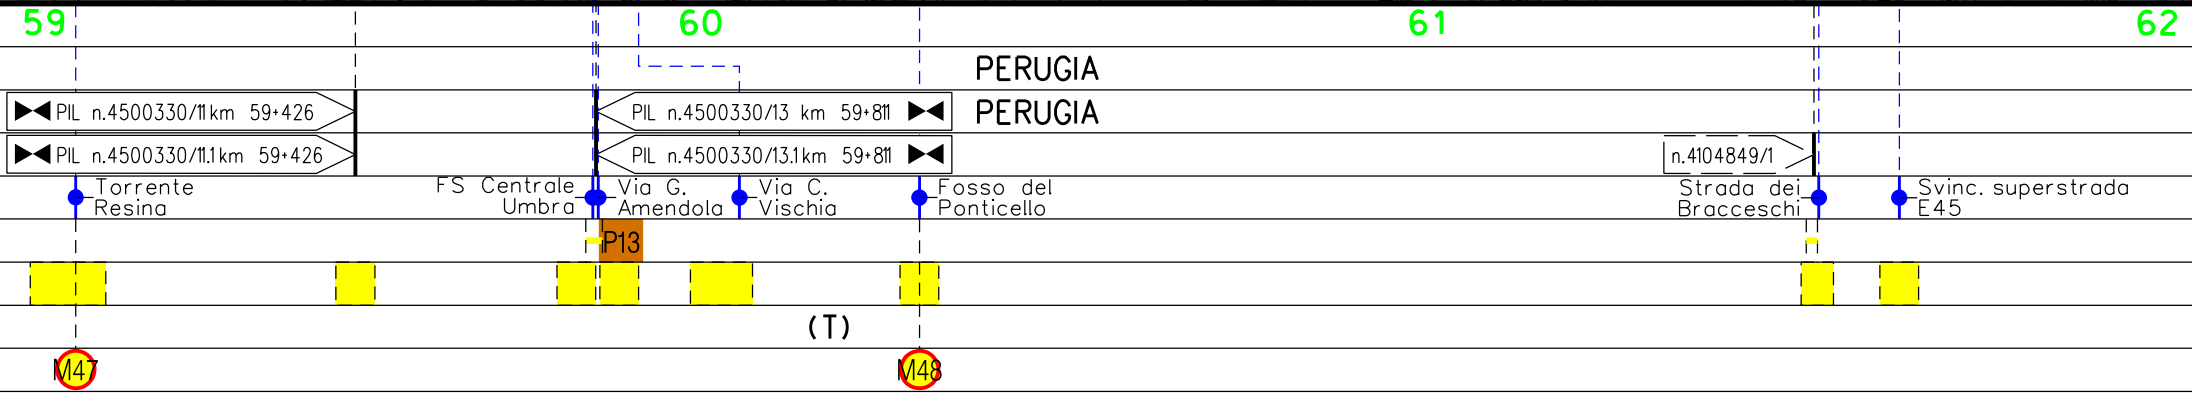 59 60 61 62
PERUGIA
PIL n.4500330/11 km 59+426 PIL n.4500330/13 km 59+811 PERUGIA
PIL n.4500330/11.1 km 59+426 PIL n.4500330/13.1 km 59+811 n.4104849/1
Torrente
Resina
FS Centrale
Umbra
Via G.
Amendola
Via C.
Vischia
Fosso del
Ponticello
Strada dei
Bracceschi
Svinc. superstrada
E45
P13
(T)
M47 M48